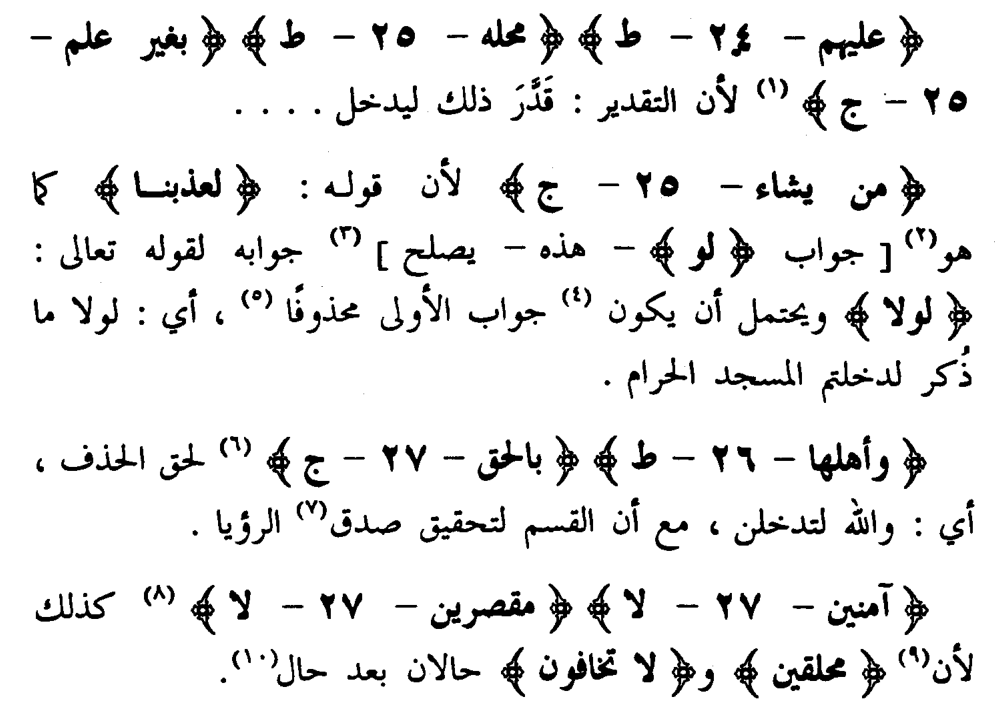 ﴿ عليهم – ٢٤ – ط ﴾ ﴿ محله – ٢٥ – ط ﴾ ﴿ بغير علم –
٢٥ – ج ﴾ (١) لأن التقدير : قَدَّرَ ذلك ليدخل . . . .
﴿ من يشاء – ٢٥ – ج ﴾ لأن قوله : ﴿ لعذبنـا ﴾ كما
هو(٢) [ جواب ﴿ لو ﴾ – هذه – يصلح ] (٣) جوابه لقوله تعالى :
﴿ لولا ﴾ ويحتمل أن يكون (٤) جواب الأولى محذوفًا (٥) ، أي : لولا ما
ذُكر لدخلتم المسجد الحرام .
﴿ وأهلها – ٢٦ – ط ﴾ ﴿ بالحق – ٢٧ – ج ﴾ (٦) لحق الحذف ،
أي : والله لتدخلن ، مع أن القسم لتحقيق صدق(٧) الرؤيا .
﴿ آمنين – ٢٧ – لا ﴾ ﴿ مقصرين – ٢٧ – لا ﴾ (٨) كذلك
لأن(٩) ﴿ محلقين ﴾ و﴿ لا تخافون ﴾ حالان بعد حال(١٠).